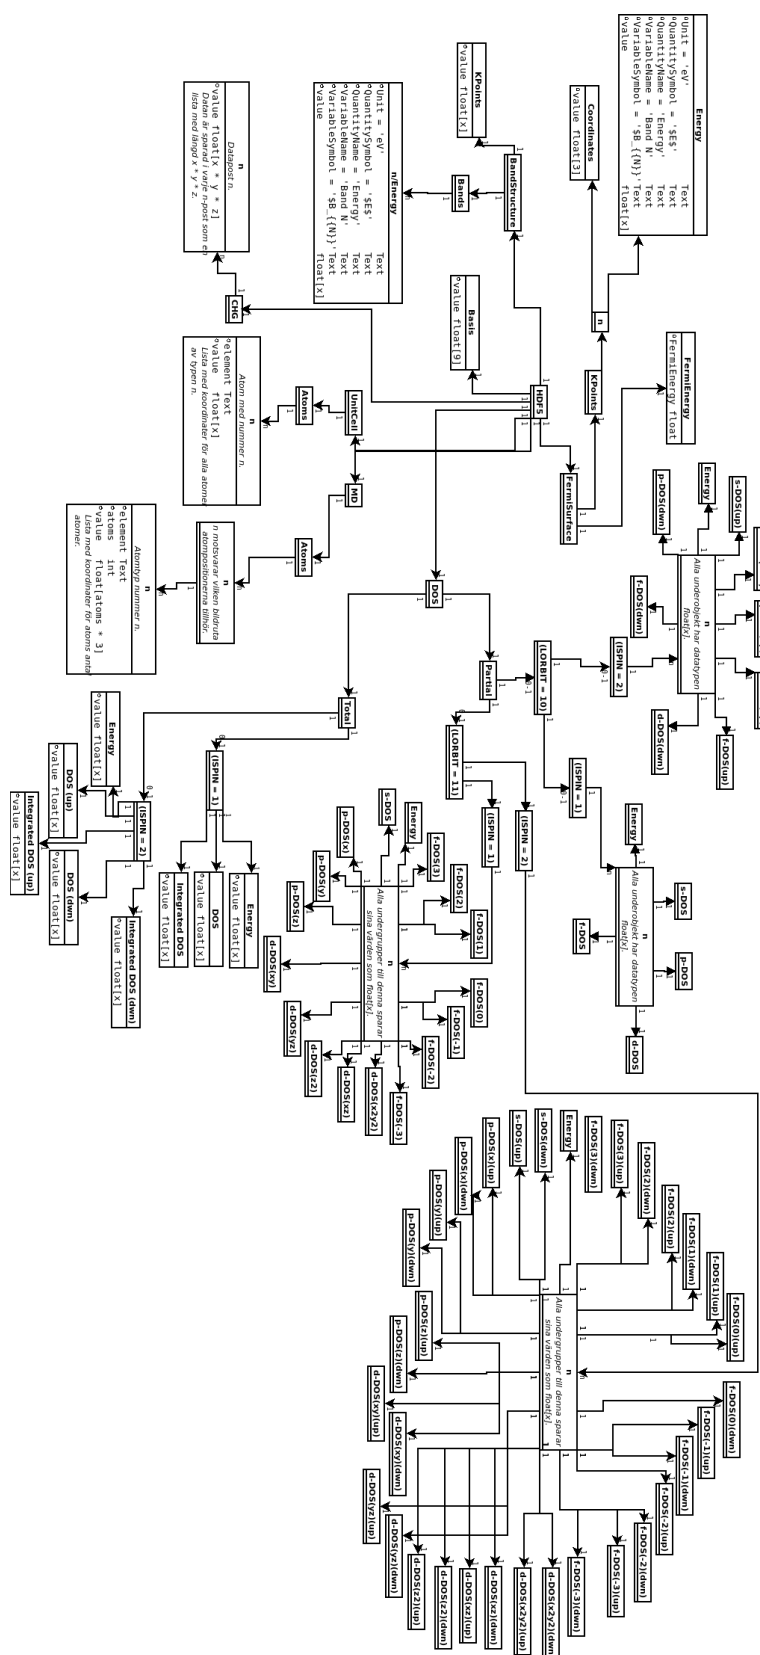 Energy
°Unit = 'eV' Text
°QuantitySymbol = '$E$' Text
°QuantityName = 'Energy' Text
°VariableName = 'Band N' Text
°VariableSymbol = '$B_{{N}}'Text
°value float[x]
Coordinates
°value float[3]
n
KPoints
FermiEnergy
°FermiEnergy float
FermiSurface
KPoints
°value float[x]
BandStructure
Bands
n/Energy
°Unit = 'eV' Text
°QuantitySymbol = '$E$' Text
°QuantityName = 'Energy' Text
°VariableName = 'Band N' Text
°VariableSymbol = '$B_{{N}}'Text
°value float[x]
Basis
°value float[9]
HDF5
n
Datapost n.
°value float[x * y * z]
Datan är sparad i varje n-post som en
lista med längd x * y * z.
CHG
UnitCell
Atoms
n
Atom med nummer n.
°element Text
°value float[x]
Lista med koordinater för alla atomer
av typen n.
MD
Atoms
n
n motsvarar vilken bildruta
atompositionerna tillhör.
n
Atomtyp nummer n.
°element Text
°atoms int
°value float[atoms * 3]
Lista med koordinater för atoms antal
atomer.
DOS
Partial
Total
(LORBIT = 10)
(ISPIN = 2)
n
Alla underobjekt har datatypen
float[x].
s-DOS(up)
Energy
p-DOS(dwn)
f-DOS(dwn)
d-DOS(dwn)
f-DOS(up)
(ISPIN = 1)
n
Alla underobjekt har datatypen
float[x].
Energy
s-DOS
p-DOS
f-DOS
d-DOS
(LORBIT = 11)
(ISPIN = 1)
(ISPIN = 2)
n
Alla undergrupper till denna sparar
sina värden som float[x].
Energy
s-DOS
p-DOS(x)
p-DOS(y)
p-DOS(z)
d-DOS(xy)
d-DOS(yz)
d-DOS(z2)
d-DOS(xz)
d-DOS(x2y2)
f-DOS(3)
f-DOS(2)
f-DOS(1)
f-DOS(0)
f-DOS(-1)
f-DOS(-2)
f-DOS(-3)
(ISPIN = 1)
Energy
°value float[x]
DOS
°value float[x]
Integrated DOS
°value float[x]
(ISPIN = 2)
Energy
°value float[x]
DOS (up)
°value float[x]
Integrated DOS (up)
°value float[x]
DOS (dwn)
°value float[x]
Integrated DOS (dwn)
°value float[x]
n
Alla undergrupper till denna sparar
sina värden som float[x].
Energy
s-DOS(dwn)
s-DOS(up)
p-DOS(x)(up)
p-DOS(x)(dwn)
p-DOS(y)(up)
p-DOS(y)(dwn)
p-DOS(z)(up)
p-DOS(z)(dwn)
d-DOS(xy)(up)
d-DOS(xy)(dwn)
d-DOS(yz)(up)
d-DOS(yz)(dwn)
d-DOS(z2)(up)
d-DOS(z2)(dwn)
d-DOS(xz)(up)
d-DOS(xz)(dwn)
d-DOS(x2y2)(up)
d-DOS(x2y2)(dwn
f-DOS(3)(dwn)
f-DOS(3)(up)
f-DOS(2)(dwn)
f-DOS(2)(up)
f-DOS(1)(dwn)
f-DOS(1)(up)
f-DOS(0)(up)
f-DOS(0)(dwn)
f-DOS(-1)(up)
f-DOS(-1)(dwn)
f-DOS(-2)(up)
f-DOS(-2)(dwn)
f-DOS(-3)(up)
f-DOS(-3)(dwn)